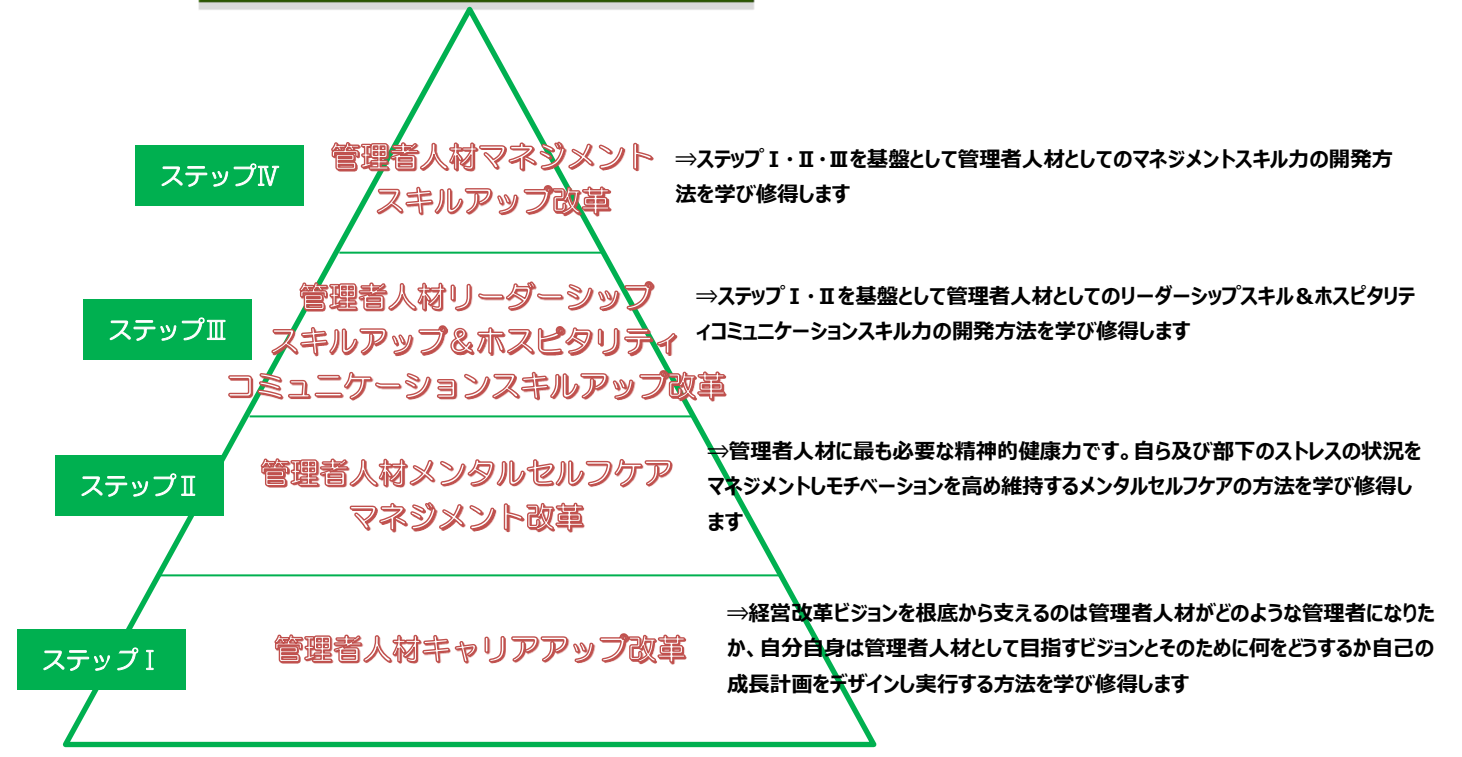 ステップⅣ
管理者人材マネジメント
スキルアップ改革
⇒ステップⅠ・Ⅱ・Ⅲを基盤として管理者人材としてのマネジメントスキル力の開発方
法を学び修得します
ステップⅢ
管理者人材リーダーシップ
スキルアップ&ホスピタリティ
コミュニケーションスキルアップ改革
⇒ステップⅠ・Ⅱを基盤として管理者人材としてのリーダーシップスキル&ホスピタリテ
ィコミュニケーションスキル力の開発方法を学び修得します
ステップⅡ
管理者人材メンタルセルフケア
マネジメント改革
⇒管理者人材に最も必要な精神的健康力です。自ら及び部下のストレスの状況を
マネジメントしモチベーションを高め維持するメンタルセルフケアの方法を学び修得し
ます
ステップⅠ
管理者人材キャリアアップ改革
⇒経営改革ビジョンを根底から支えるのは管理者人材がどのような管理者になりた
か、自分自身は管理者人材として目指すビジョンとそのために何をどうするか自己の
成長計画をデザインし実行する方法を学び修得します